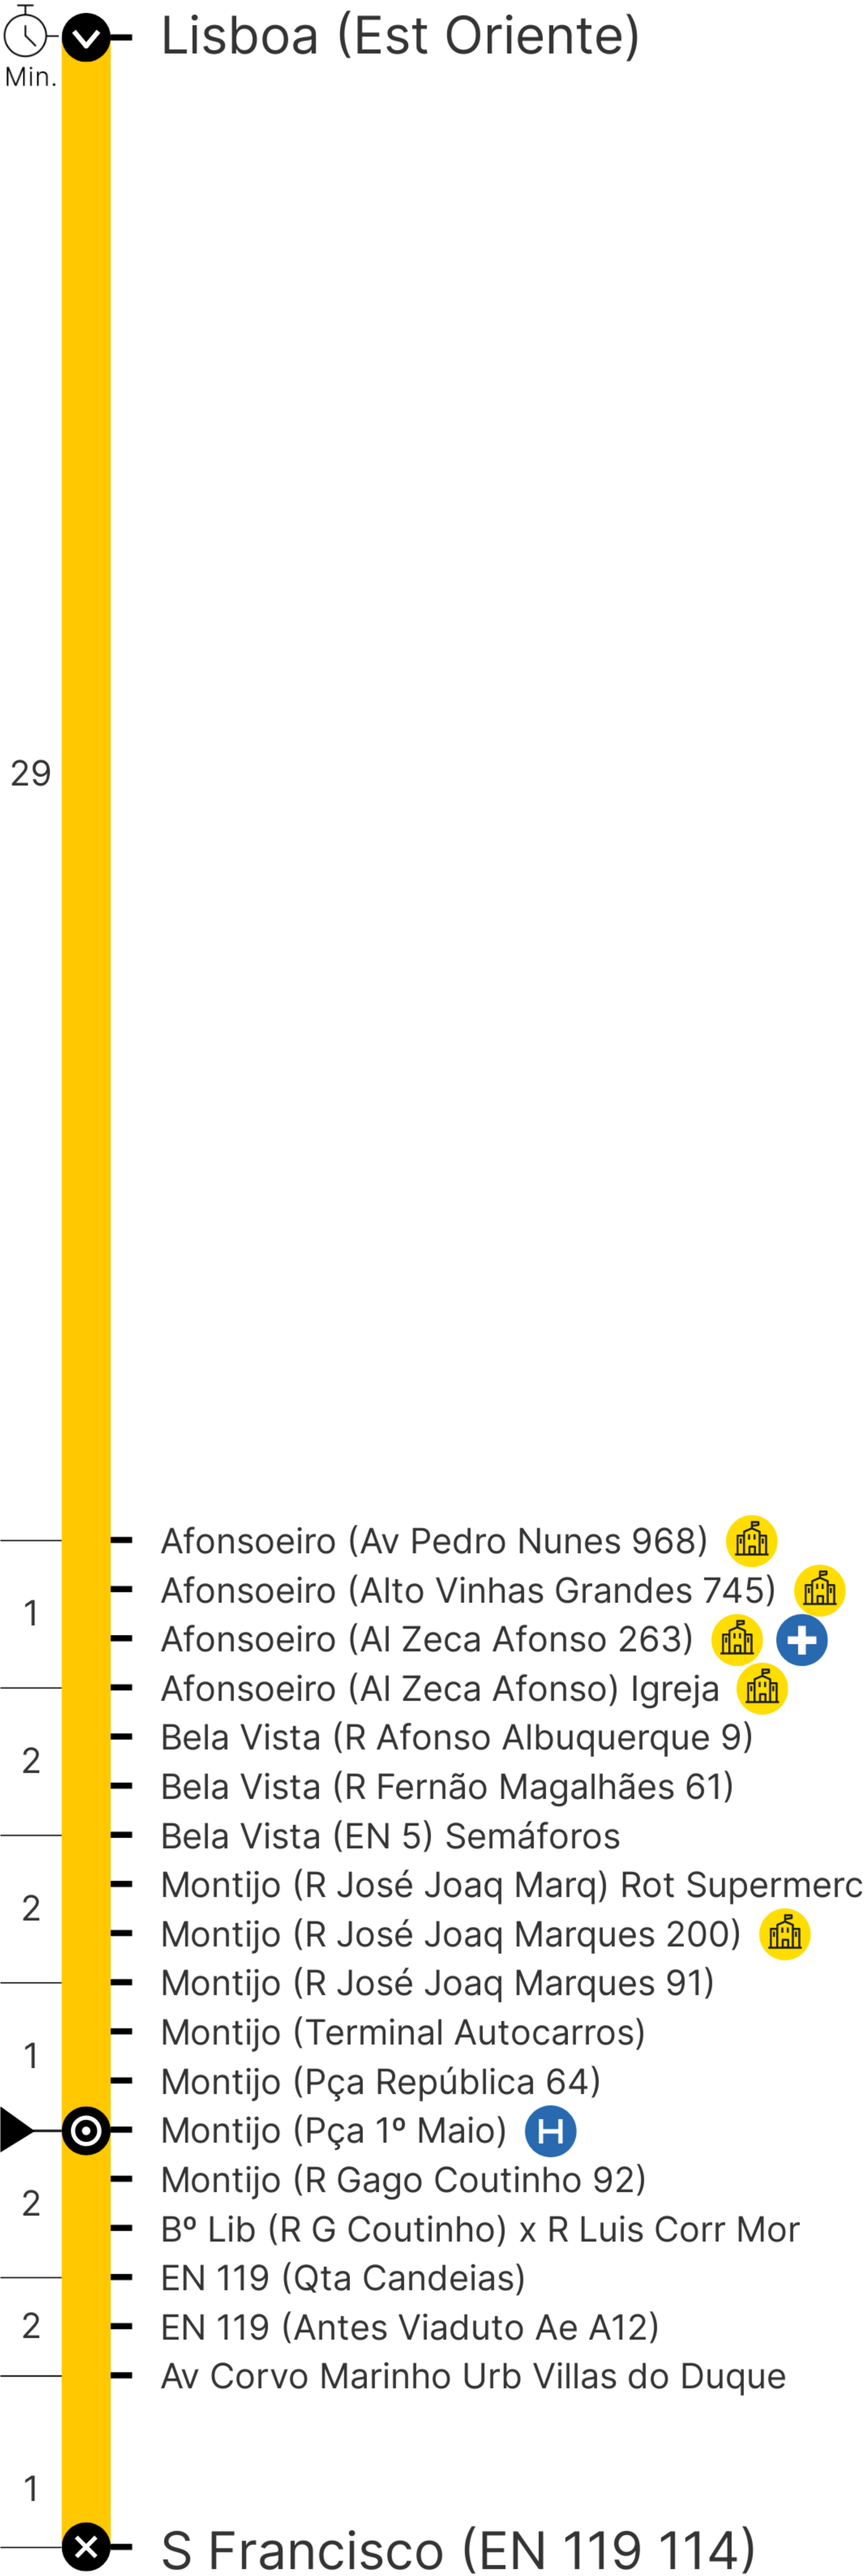 Lisboa (Est Oriente)
Min.
29
Afonsoeiro (Av Pedro Nunes 968)
Afonsoeiro (Alto Vinhas Grandes 745)
1
Afonsoeiro (Al Zeca Afonso 263)
Afonsoeiro (Al Zeca Afonso) Igreja
Bela Vista (R Afonso Albuquerque 9)
2
Bela Vista (R Fernão Magalhães 61)
Bela Vista (EN 5) Semáforos
Montijo (R José Joaq Marq) Rot Supermerc
2
Montijo (R José Joaq Marques 200)
Montijo (R José Joaq Marques 91)
Montijo (Terminal Autocarros)
1
Montijo (Pça República 64)
Montijo (Pça 1º Maio) H
Montijo (R Gago Coutinho 92)
2
Bº Lib (R G Coutinho) x R Luis Corr Mor
EN 119 (Qta Candeias)
2 EN 119 (Antes Viaduto Ae A12)
Av Corvo Marinho Urb Villas do Duque
1
S Francisco (EN 119 114)